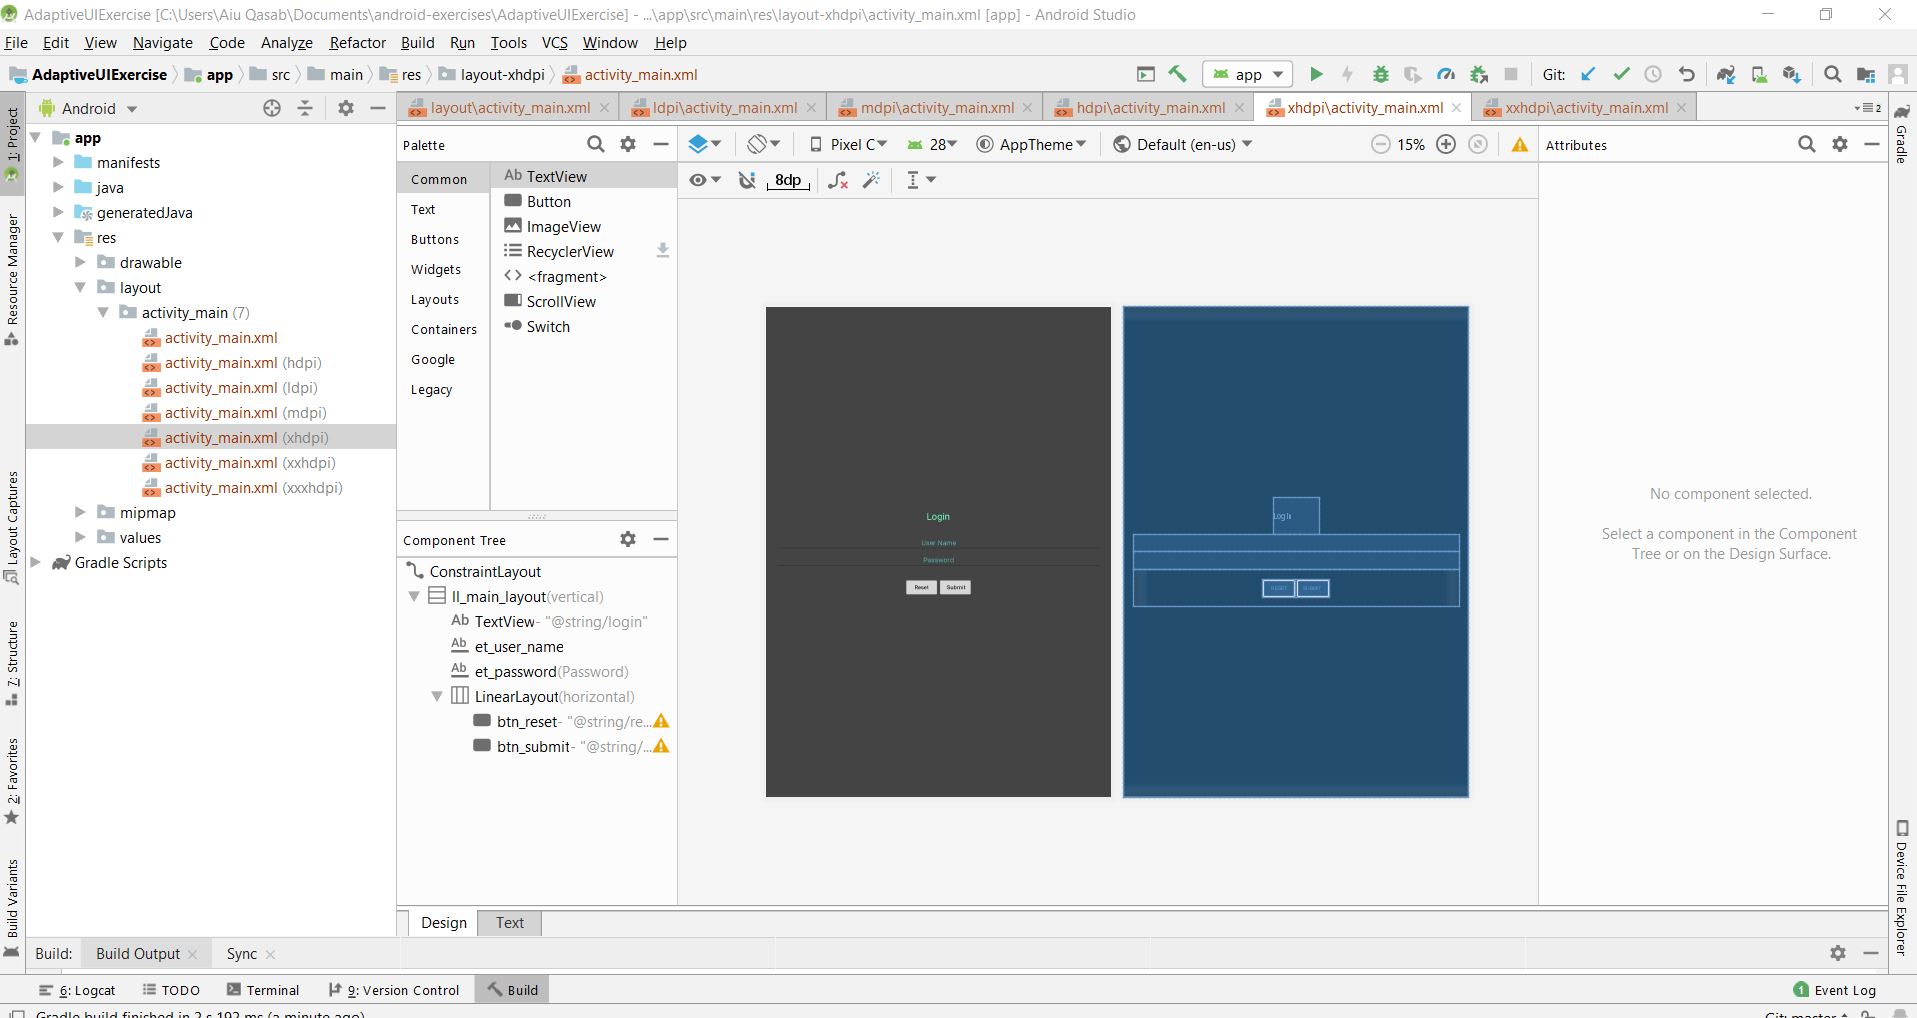 AdaptiveUIExercise [C:\Users\Aiu Qasab\Documents\android-exercises\AdaptiveUIExercise] - ...\app\src\main\res\layout-xhdpi\activity_main.xml [app] - Android Studio
File Edit View Navigate Code Analyze Refactor Build Run Tools VCS Window Help
AdaptiveUIExercise app src main res layout-xhdpi activity_main.xml app Git:
Android layout\activity_main.xml ldpi\activity_main.xml mdpi\activity_main.xml hdpi\activity_main.xml xhdpi\activity_main.xml xxhdpi\activity_main.xml 2
1: Project
Resource Manager
Layout Captures
7: Structure
2: Favorites
Build Variants
app
manifests
java
generatedJava
res
drawable
layout
activity_main (7)
activity_main.xml
activity_main.xml (hdpi)
activity_main.xml (ldpi)
activity_main.xml (mdpi)
activity_main.xml (xhdpi)
activity_main.xml (xxhdpi)
activity_main.xml (xxxhdpi)
mipmap
values
Gradle Scripts
Palette
Common
Text
Buttons
Widgets
Layouts
Containers
Google
Legacy
Ab TextView
Button
ImageView
RecyclerView
<> <fragment>
ScrollView
Switch
Component Tree
ConstraintLayout
ll_main_layout(vertical)
Ab TextView- "@string/login"
Ab et_user_name
Ab et_password(Password)
LinearLayout(horizontal)
btn_reset- "@string/re...
btn_submit- "@string/...
Pixel C 28 AppTheme Default (en-us) 15%
8dp
Login
User Name
Password
Reset Submit
Login
RESET SUBMIT
Attributes
No component selected.
Select a component in the Component
Tree or on the Design Surface.
Gradle
Device File Explorer
Design Text
Build: Build Output Sync
6: Logcat TODO Terminal 9: Version Control Build 1 Event Log
Gradle build finished in 2 s 192 ms (a minute ago) Git: master